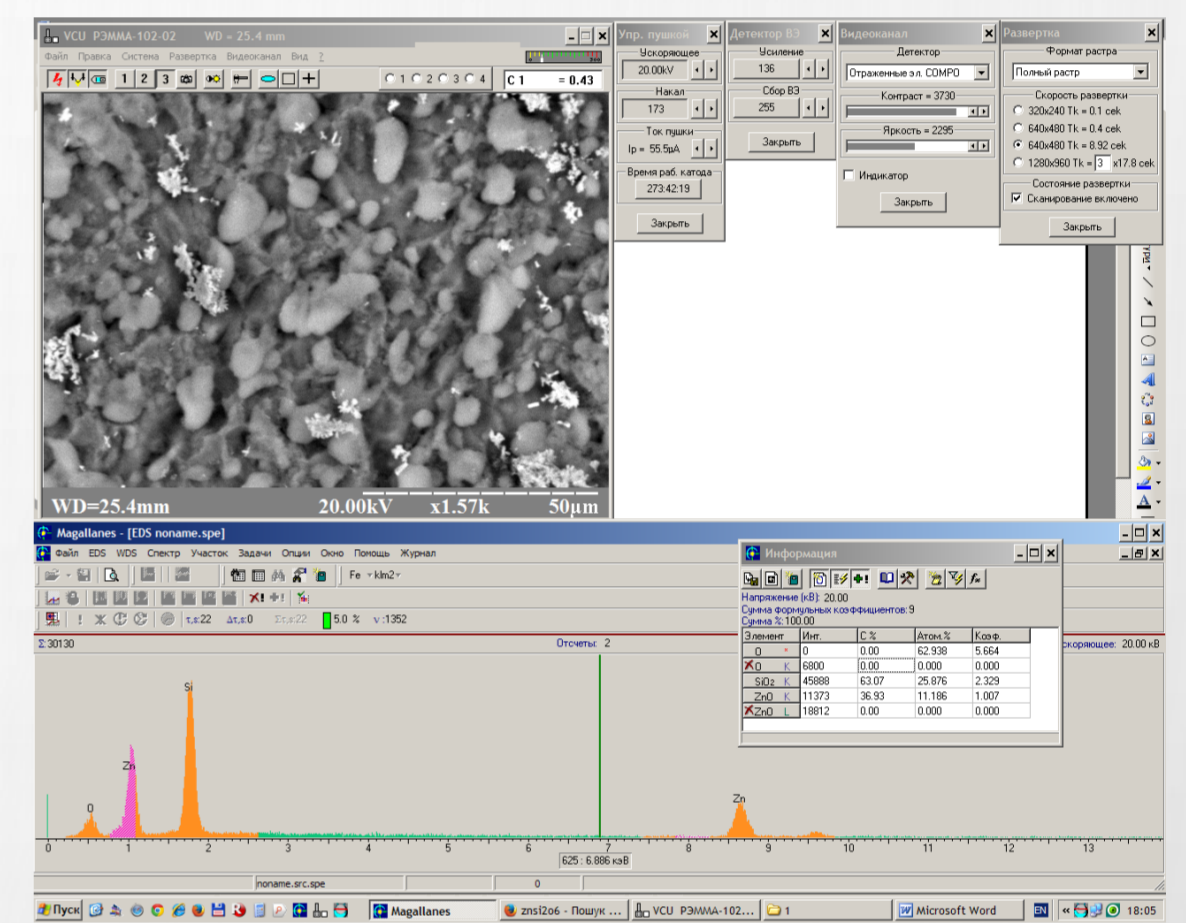 VCU РЭММА-102-02 WD - 25.4 mm
Файл Правка Система Развертка Видеоканал Вид ?
1 2 3
C 1 C 2 C 3 C 4
C 1 = 0.43
WD=25.4mm 20.00kV x1.57k 50μm
Упр. пушкой
Ускоряющее
20.00kV
Накал
173
Ток пушки
Ip = 55.5μA
Время раб. катода
273:42:19
Закрыть
Детектор ВЭ
Усиление
136
Сбор ВЭ
255
Закрыть
Видеоканал
Детектор
Отраженные эл. COMPO
Контраст = 3730
Яркость = 2295
Индикатор
Закрыть
Развертка
Формат растра
Полный растр
Скорость развертки
320x240 Tk = 0.1 сек
640x480 Tk = 0.4 сек
640x480 Tk = 8.92 сек
1280x960 Tk = 3 x17.8 сек
Состояние развертки
Сканирование включено
Закрыть
Magallanes - [EDS noname.spe]
Файл EDS WDS Спектр Участок Задачи Опции Окно Помощь Журнал
Fe klm2
τ,s:22 Δτ,s:0 Στ,s:22 5.0 % ν :1352
Σ:30130
Отсчеты: 2
скоряющее: 20.00 кВ
Информация
Напряжение [кВ]: 20.00
Сумма формульных коэффициентов: 9
Сумма %:100.00
Элемент Инт. C % Атом.% Коэф.
O * 0 0.00 62.938 5.664
O K 6800 0.00 0.000 0.000
SiO2 K 45888 63.07 25.876 2.329
ZnO K 11373 36.93 11.186 1.007
ZnO L 18812 0.00 0.000 0.000
Si
Zn
O
Zn
0 1 2 3 4 5 6 7 8 9 10 11 12 13
625 : 6.886 кэВ
noname.src.spe 0
Пуск Magallanes znsi2o6 - Пошук ... VCU РЭММА-102... 1 Microsoft Word EN « 18:05